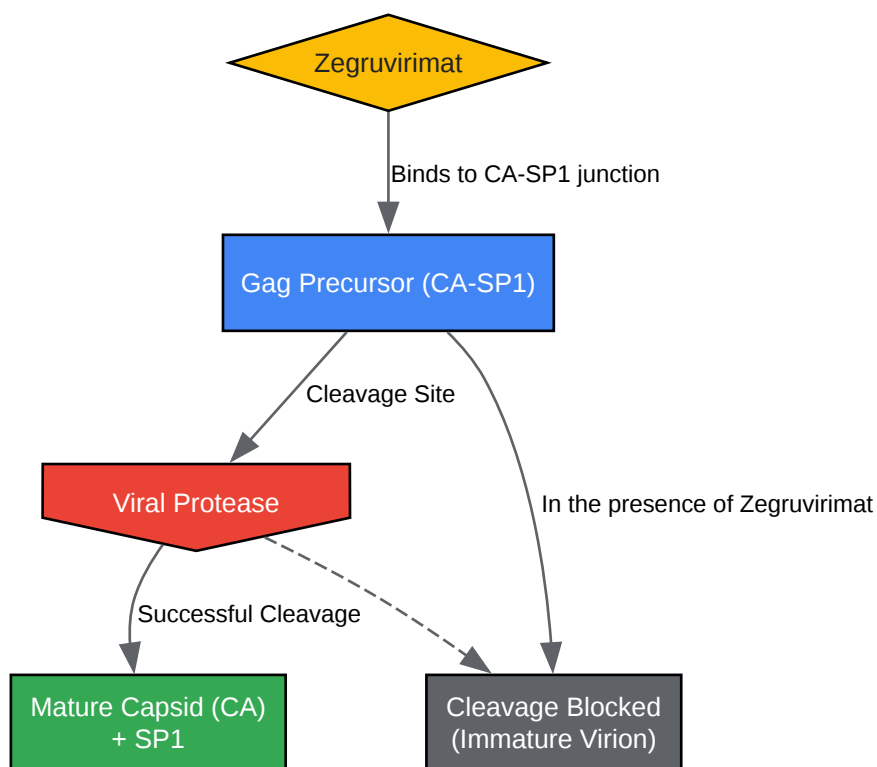 Zegruvirimat
Binds to CA-SP1 junction
Gag Precursor (CA-SP1)
Cleavage Site
Viral Protease
In the presence of Zegruvirimat
Successful Cleavage
Mature Capsid (CA)
+ SP1
Cleavage Blocked
(Immature Virion)